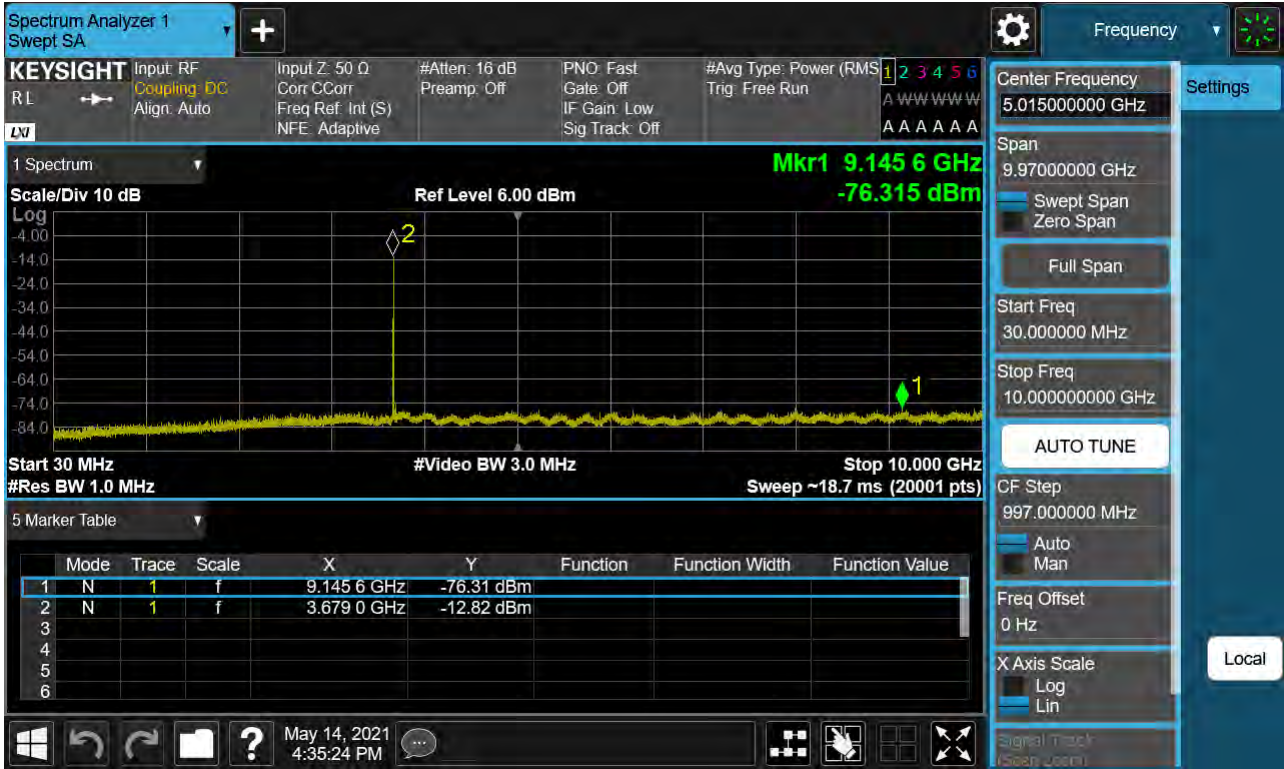 Spectrum Analyzer 1
Swept SA
Frequency
KEYSIGHT
RL
LXI
Input: RF
Coupling: DC
Align: Auto
Input Z: 50 Ω
Corr CCorr
Freq Ref: Int (S)
NFE: Adaptive
#Atten: 16 dB
Preamp: Off
PNO: Fast
Gate: Off
IF Gain: Low
Sig Track: Off
#Avg Type: Power (RMS
Trig: Free Run
1 2 3 4 5 6
A W W W W W
A A A A A A
1 Spectrum
Mkr1 9.145 6 GHz
-76.315 dBm
Scale/Div 10 dB
Ref Level 6.00 dBm
Log
-4.00
-14.0
-24.0
-34.0
-44.0
-54.0
-64.0
-74.0
-84.0
2
1
Start 30 MHz
#Video BW 3.0 MHz
Stop 10.000 GHz
#Res BW 1.0 MHz
Sweep ~18.7 ms (20001 pts)
5 Marker Table
Mode Trace Scale X Y Function Function Width Function Value
1 N 1 f 9.145 6 GHz -76.31 dBm
2 N 1 f 3.679 0 GHz -12.82 dBm
3
4
5
6
May 14, 2021
4:35:24 PM
Center Frequency
5.015000000 GHz
Settings
Span
9.97000000 GHz
Swept Span
Zero Span
Full Span
Start Freq
30.000000 MHz
Stop Freq
10.000000000 GHz
AUTO TUNE
CF Step
997.000000 MHz
Auto
Man
Freq Offset
0 Hz
X Axis Scale
Log
Lin
Local
Signal Track
(Span Zoom)